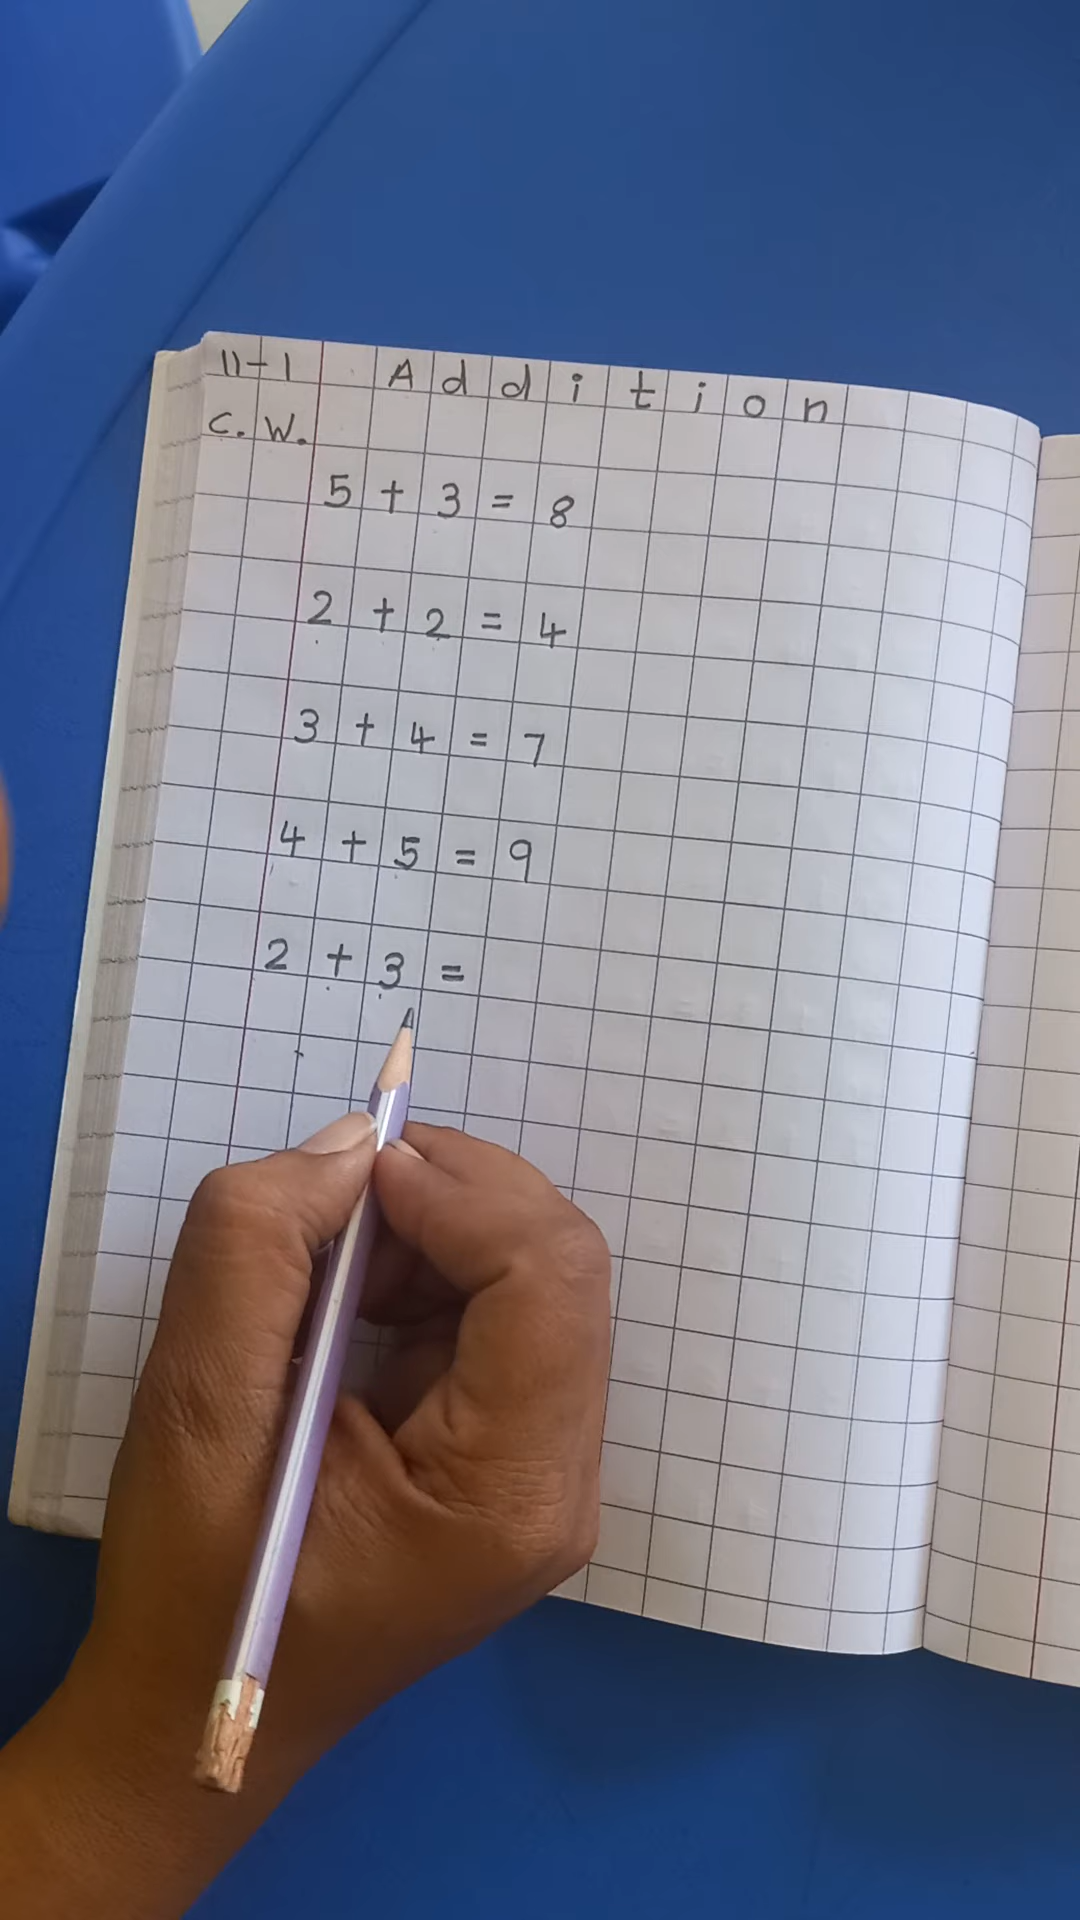 11-1 Addition
C.W.
5 + 3 = 8
2 + 2 = 4
3 + 4 = 7
4 + 5 = 9
2 + 3 =